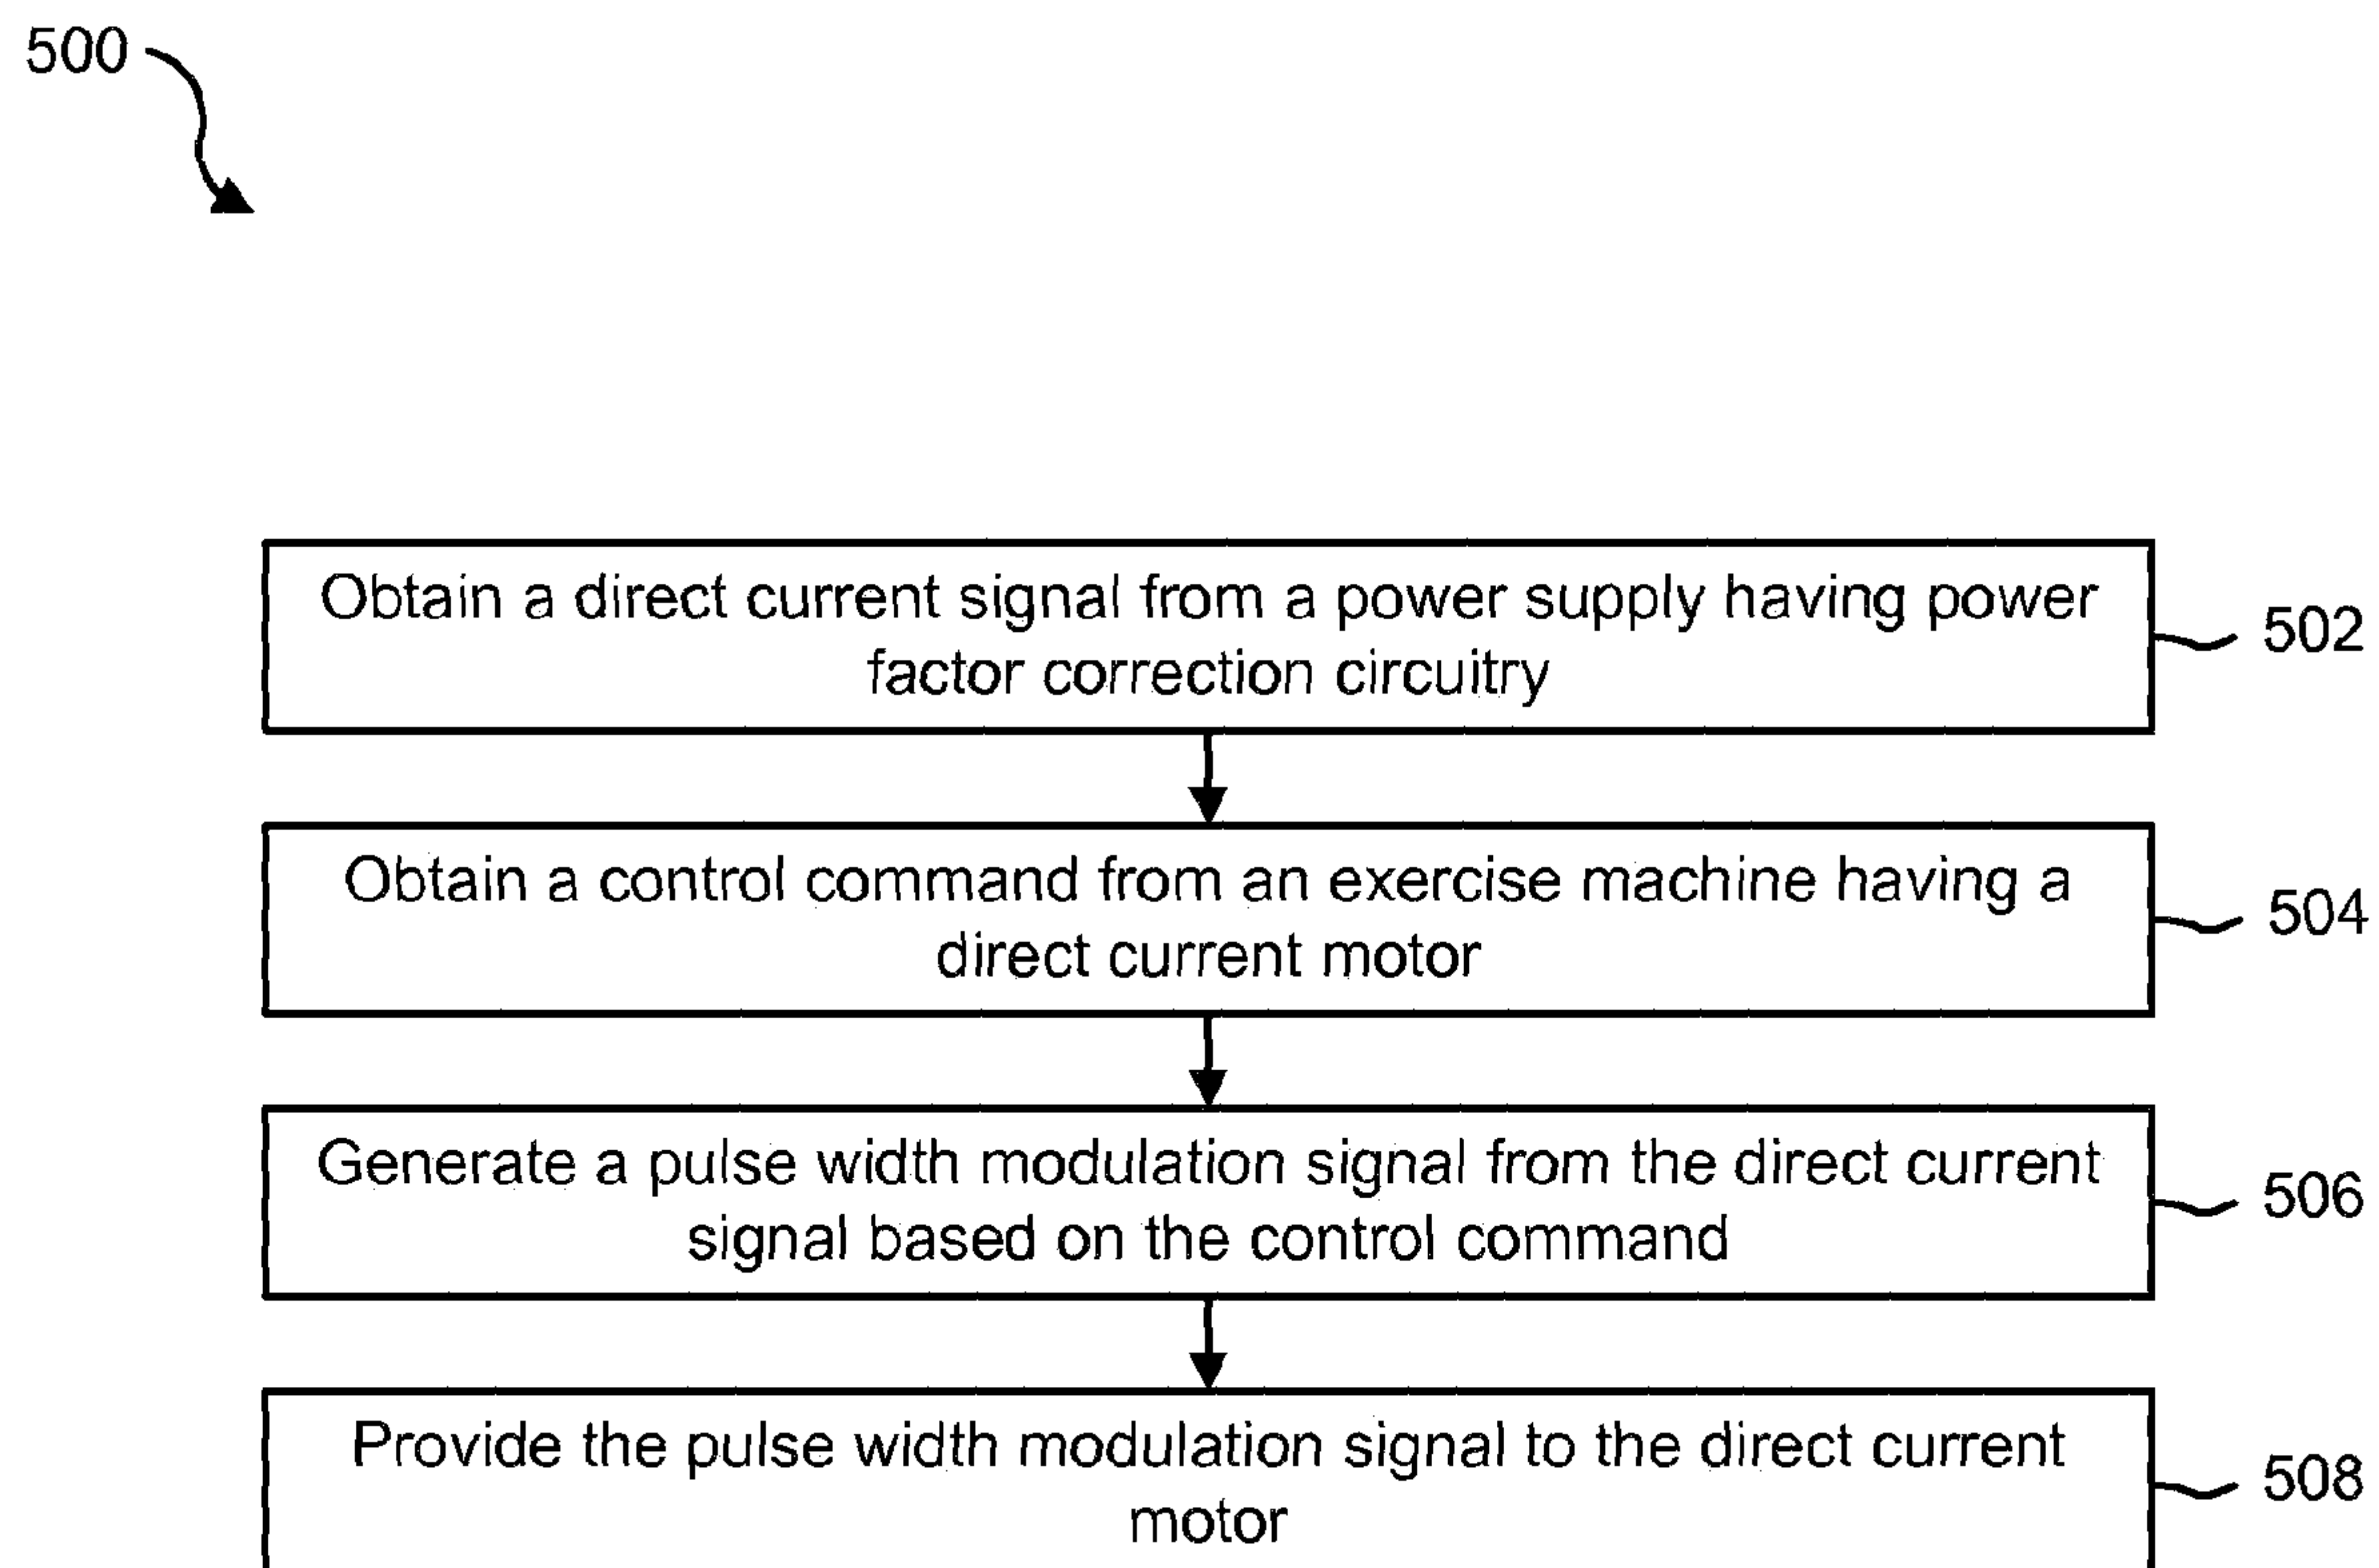 500
Obtain a direct current signal from a power supply having power
factor correction circuitry
502
Obtain a control command from an exercise machine having a
direct current motor
504
Generate a pulse width modulation signal from the direct current
signal based on the control command
506
Provide the pulse width modulation signal to the direct current
motor
508